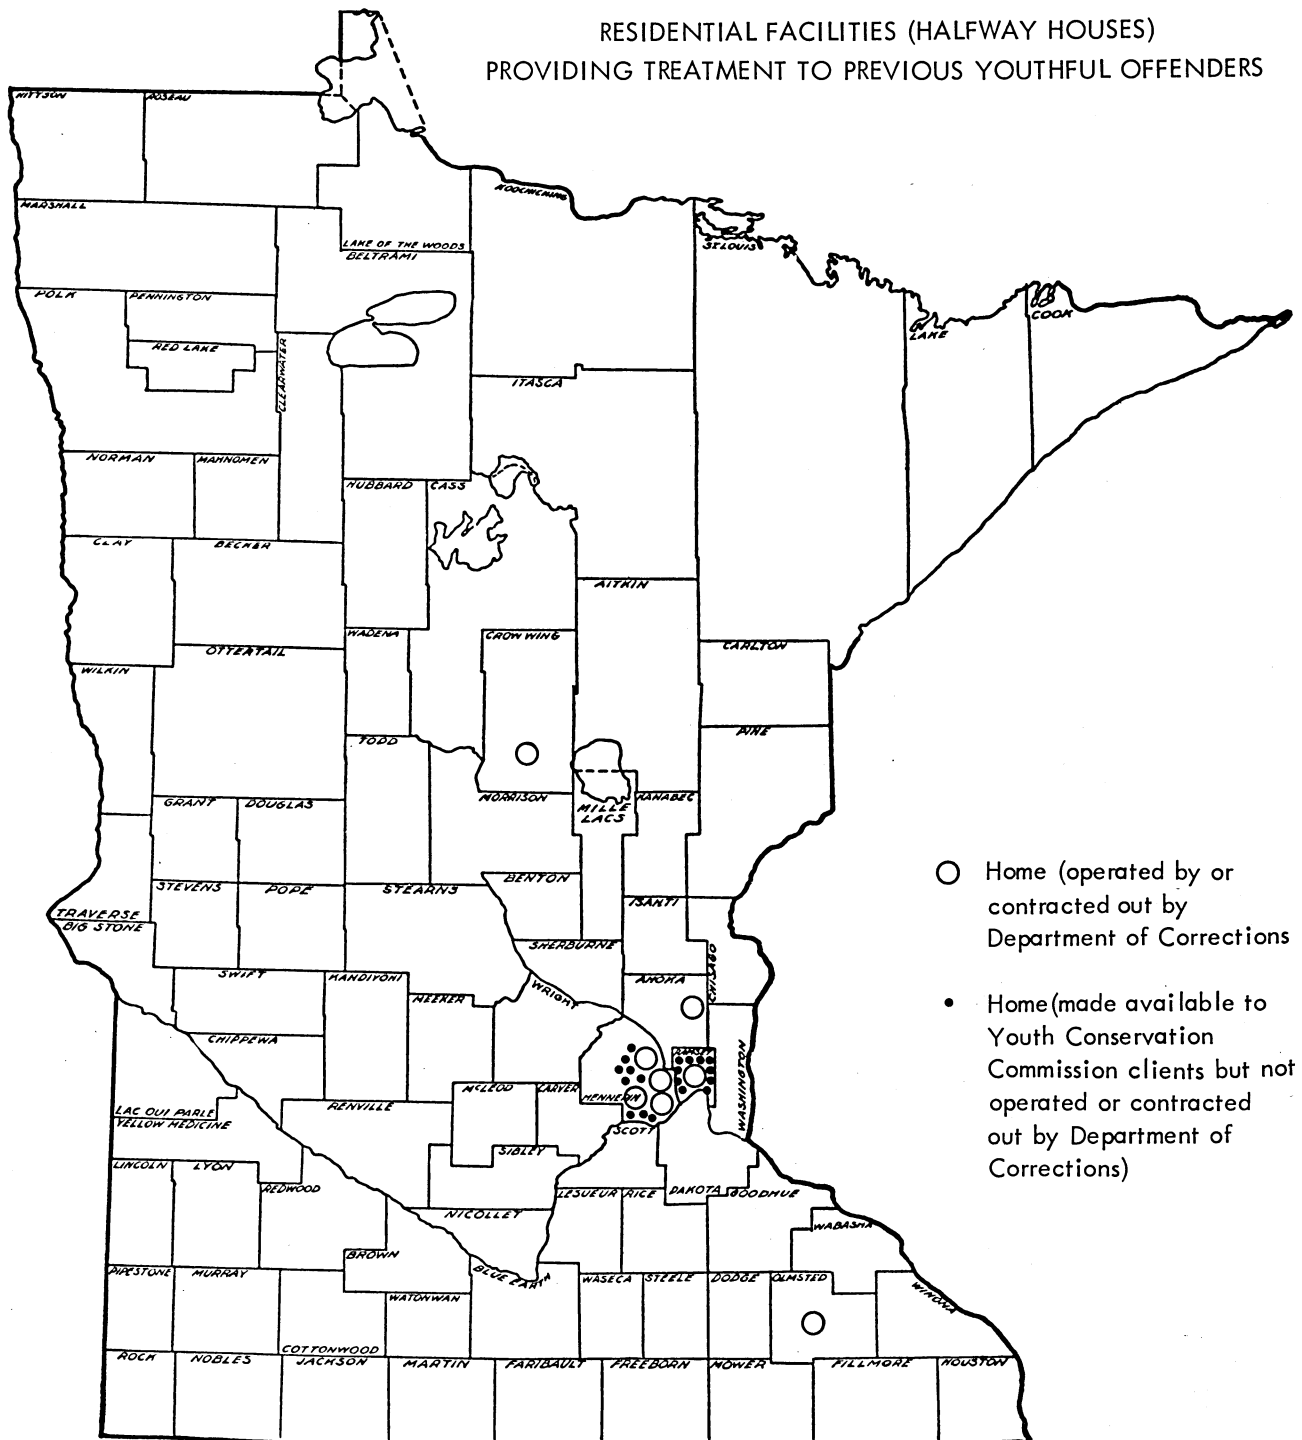 RESIDENTIAL FACILITIES (HALFWAY HOUSES)
PROVIDING TREATMENT TO PREVIOUS YOUTHFUL OFFENDERS
KITTSON
ROSEAU
KOOCHICHING
MARSHALL
LAKE OF THE WOODS
BELTRAMI
ST. LOUIS
POLK
PENNINGTON
LAKE
COOK
RED LAKE
CLEARWATER
ITASCA
NORMAN
MAHNOMEN
HUBBARD
CASS
CLAY
BECKER
AITKIN
WADENA
CROW WING
CARLTON
OTTERTAIL
WILKIN
TODD
PINE
GRANT
DOUGLAS
MORRISON
MILLE
LACS
KANABEC
STEVENS
POPE
STEARNS
BENTON
ISANTI
TRAVERSE
BIG STONE
SHERBURNE
CHISAGO
SWIFT
KANDIYOHI
MEEKER
WRIGHT
ANOKA
CHIPPEWA
RAMSEY
WASHINGTON
MCLEOD
CARVER
HENNEPIN
LAC QUI PARLE
YELLOW MEDICINE
RENVILLE
SCOTT
SIBLEY
LINCOLN
LYON
REDWOOD
LESUEUR
RICE
DAKOTA
GOODHUE
NICOLLET
WABASHA
BROWN
PIPESTONE
MURRAY
BLUE EARTH
WASECA
STEELE
DODGE
OLMSTED
WINONA
WATONWAN
COTTONWOOD
ROCK
NOBLES
JACKSON
MARTIN
FARIBAULT
FREEBORN
MOWER
FILLMORE
HOUSTON
Home (operated by or
contracted out by
Department of Corrections
Home(made available to
Youth Conservation
Commission clients but not
operated or contracted
out by Department of
Corrections)